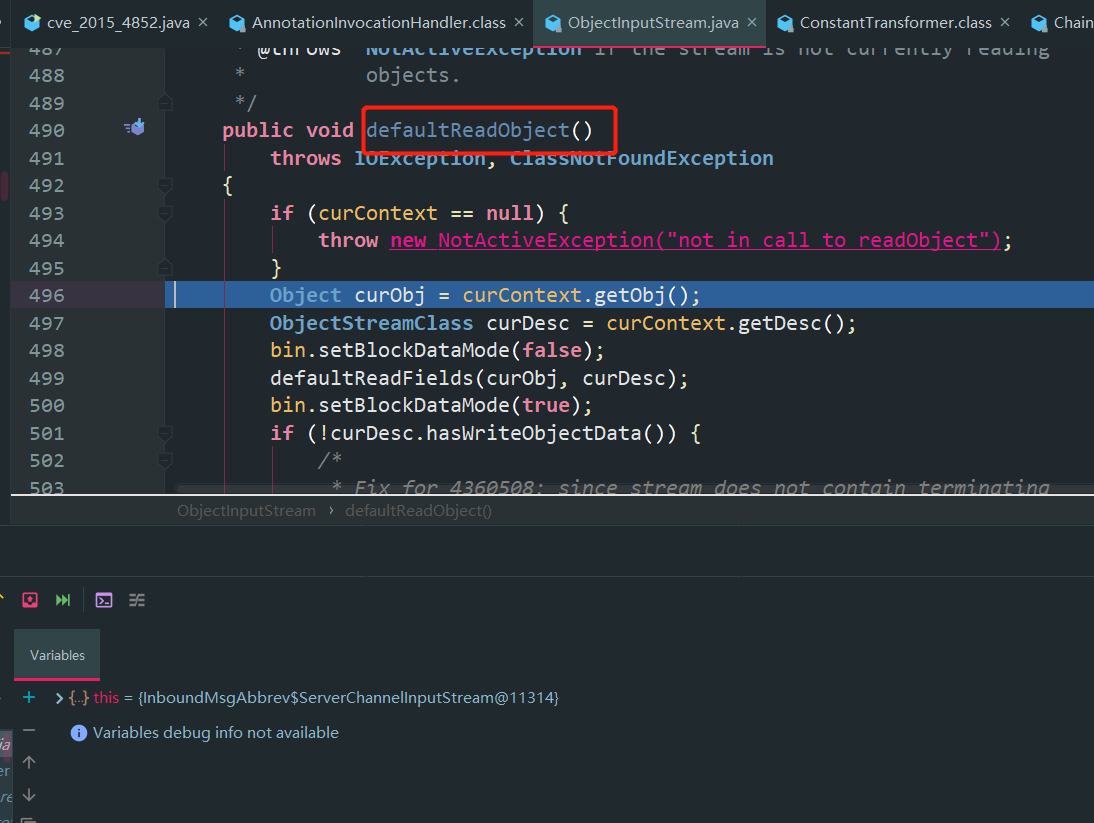 cve_2015_4852.java × AnnotationInvocationHandler.class × ObjectInputStream.java × ConstantTransformer.class × Chain
487 * @throws NotActiveException if the stream is not currently reading
488 * objects.
489 */
490 public void defaultReadObject()
491 throws IOException, ClassNotFoundException
492 {
493 if (curContext == null) {
494 throw new NotActiveException("not in call to readObject");
495 }
496 Object curObj = curContext.getObj();
497 ObjectStreamClass curDesc = curContext.getDesc();
498 bin.setBlockDataMode(false);
499 defaultReadFields(curObj, curDesc);
500 bin.setBlockDataMode(true);
501 if (!curDesc.hasWriteObjectData()) {
502 /*
503 * Fix for 4360508: since stream does not contain terminating
ObjectInputStream › defaultReadObject()
Variables
{...} this = {InboundMsgAbbrev$ServerChannelInputStream@11314}
Variables debug info not available